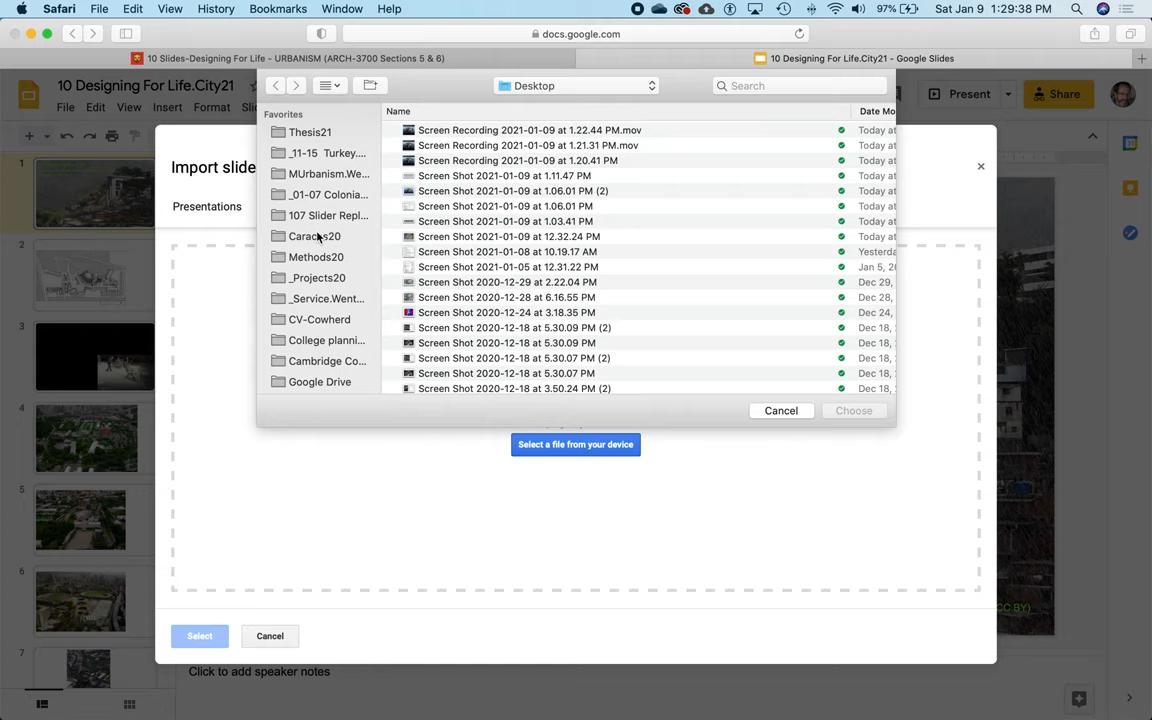 Safari File Edit View History Bookmarks Window Help 97% Sat Jan 9 1:29:38 PM
docs.google.com
10 Slides-Designing For Life - URBANISM (ARCH-3700 Sections 5 & 6) 10 Designing For Life.City21 - Google Slides
10 Designing For Life.City21
File Edit View Insert Format
Present Share
Desktop Search
Import slide
Presentations
Favorites
Thesis21
_11-15 Turkey....
MUrbanism.We...
_01-07 Colonia...
107 Slider Repl...
Methods20
_Projects20
_Service.Went...
CV-Cowherd
College planni...
Cambridge Co...
Google Drive
Name Date Mo
Screen Recording 2021-01-09 at 1.22.44 PM.mov Today at
Screen Recording 2021-01-09 at 1.21.31 PM.mov Today at
Screen Recording 2021-01-09 at 1.20.41 PM Today at
Screen Shot 2021-01-09 at 1.11.47 PM Today at
Screen Shot 2021-01-09 at 1.06.01 PM (2) Today at
Screen Shot 2021-01-09 at 1.06.01 PM Today at
Screen Shot 2021-01-09 at 1.03.41 PM Today at
Screen Shot 2021-01-09 at 12.32.24 PM Today at
Screen Shot 2021-01-08 at 10.19.17 AM Yesterda
Screen Shot 2021-01-05 at 12.31.22 PM Jan 5, 20
Screen Shot 2020-12-29 at 2.22.04 PM Dec 29,
Screen Shot 2020-12-28 at 6.16.55 PM Dec 28,
Screen Shot 2020-12-24 at 3.18.35 PM Dec 24,
Screen Shot 2020-12-18 at 5.30.09 PM (2) Dec 18,
Screen Shot 2020-12-18 at 5.30.09 PM Dec 18,
Screen Shot 2020-12-18 at 5.30.07 PM (2) Dec 18,
Screen Shot 2020-12-18 at 5.30.07 PM Dec 18,
Screen Shot 2020-12-18 at 3.50.24 PM (2) Dec 18,
Cancel Choose
Select a file from your device
Select Cancel
1
2
3
4
5
6
7
CC BY)
Click to add speaker notes